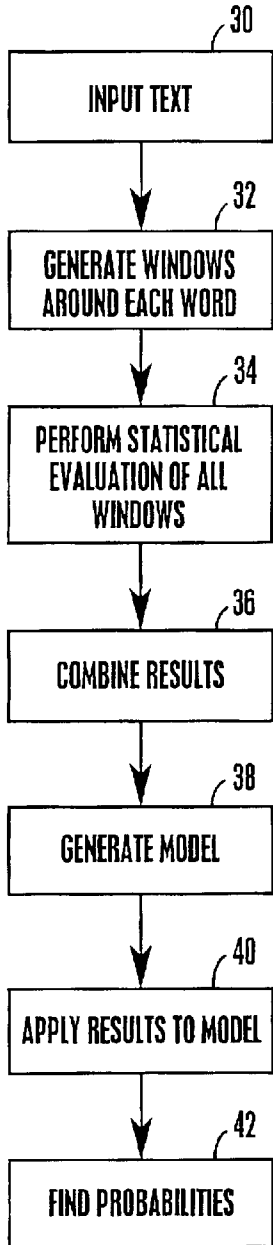 30
INPUT TEXT
32
GENERATE WINDOWS
AROUND EACH WORD
34
PERFORM STATISTICAL
EVALUATION OF ALL
WINDOWS
36
COMBINE RESULTS
38
GENERATE MODEL
40
APPLY RESULTS TO MODEL
42
FIND PROBABILITIES